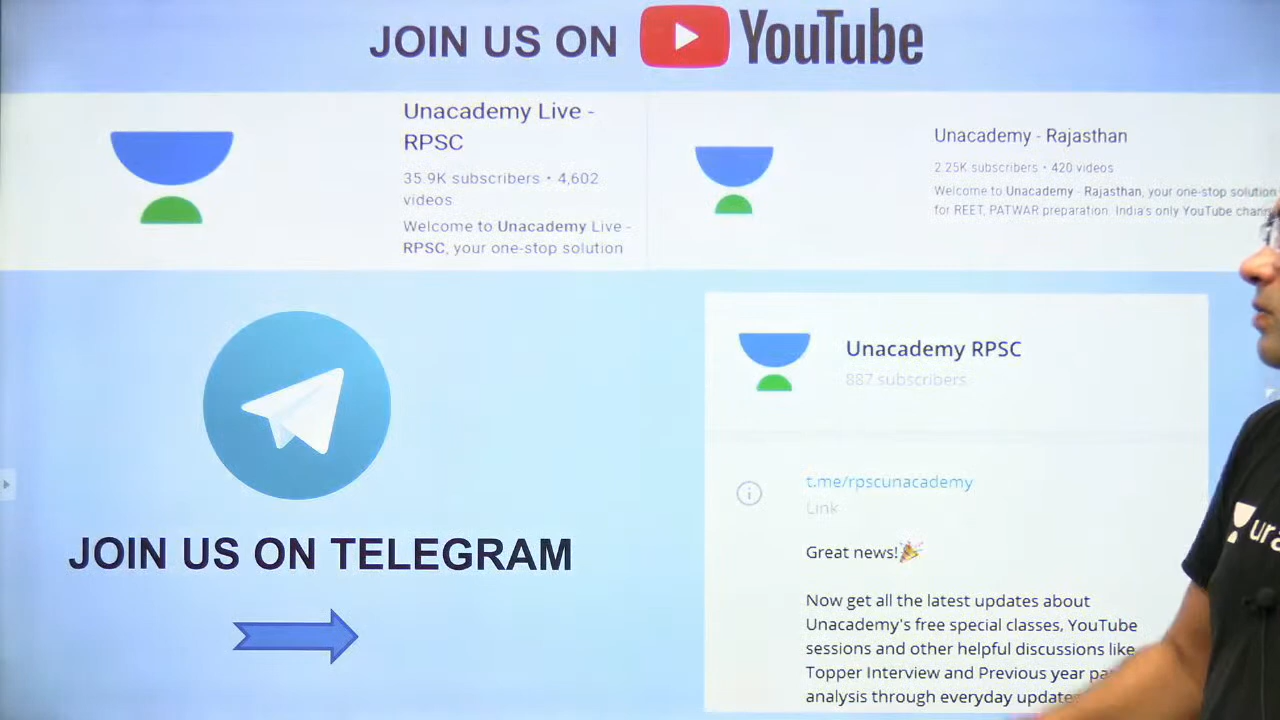 JOIN US ON YouTube
Unacademy Live -
RPSC
35.9K subscribers • 4,602
videos
Welcome to Unacademy Live -
RPSC, your one-stop solution
Unacademy - Rajasthan
2.25K subscribers • 420 videos
Welcome to Unacademy - Rajasthan, your one-stop solution
for REET, PATWAR preparation. India's only YouTube
JOIN US ON TELEGRAM
Unacademy RPSC
887 subscribers
t.me/rpscunacademy
Link
Great news!🎉
Now get all the latest updates about
Unacademy's free special classes, YouTube
sessions and other helpful discussions like
Topper Interview and Previous year
analysis through everyday